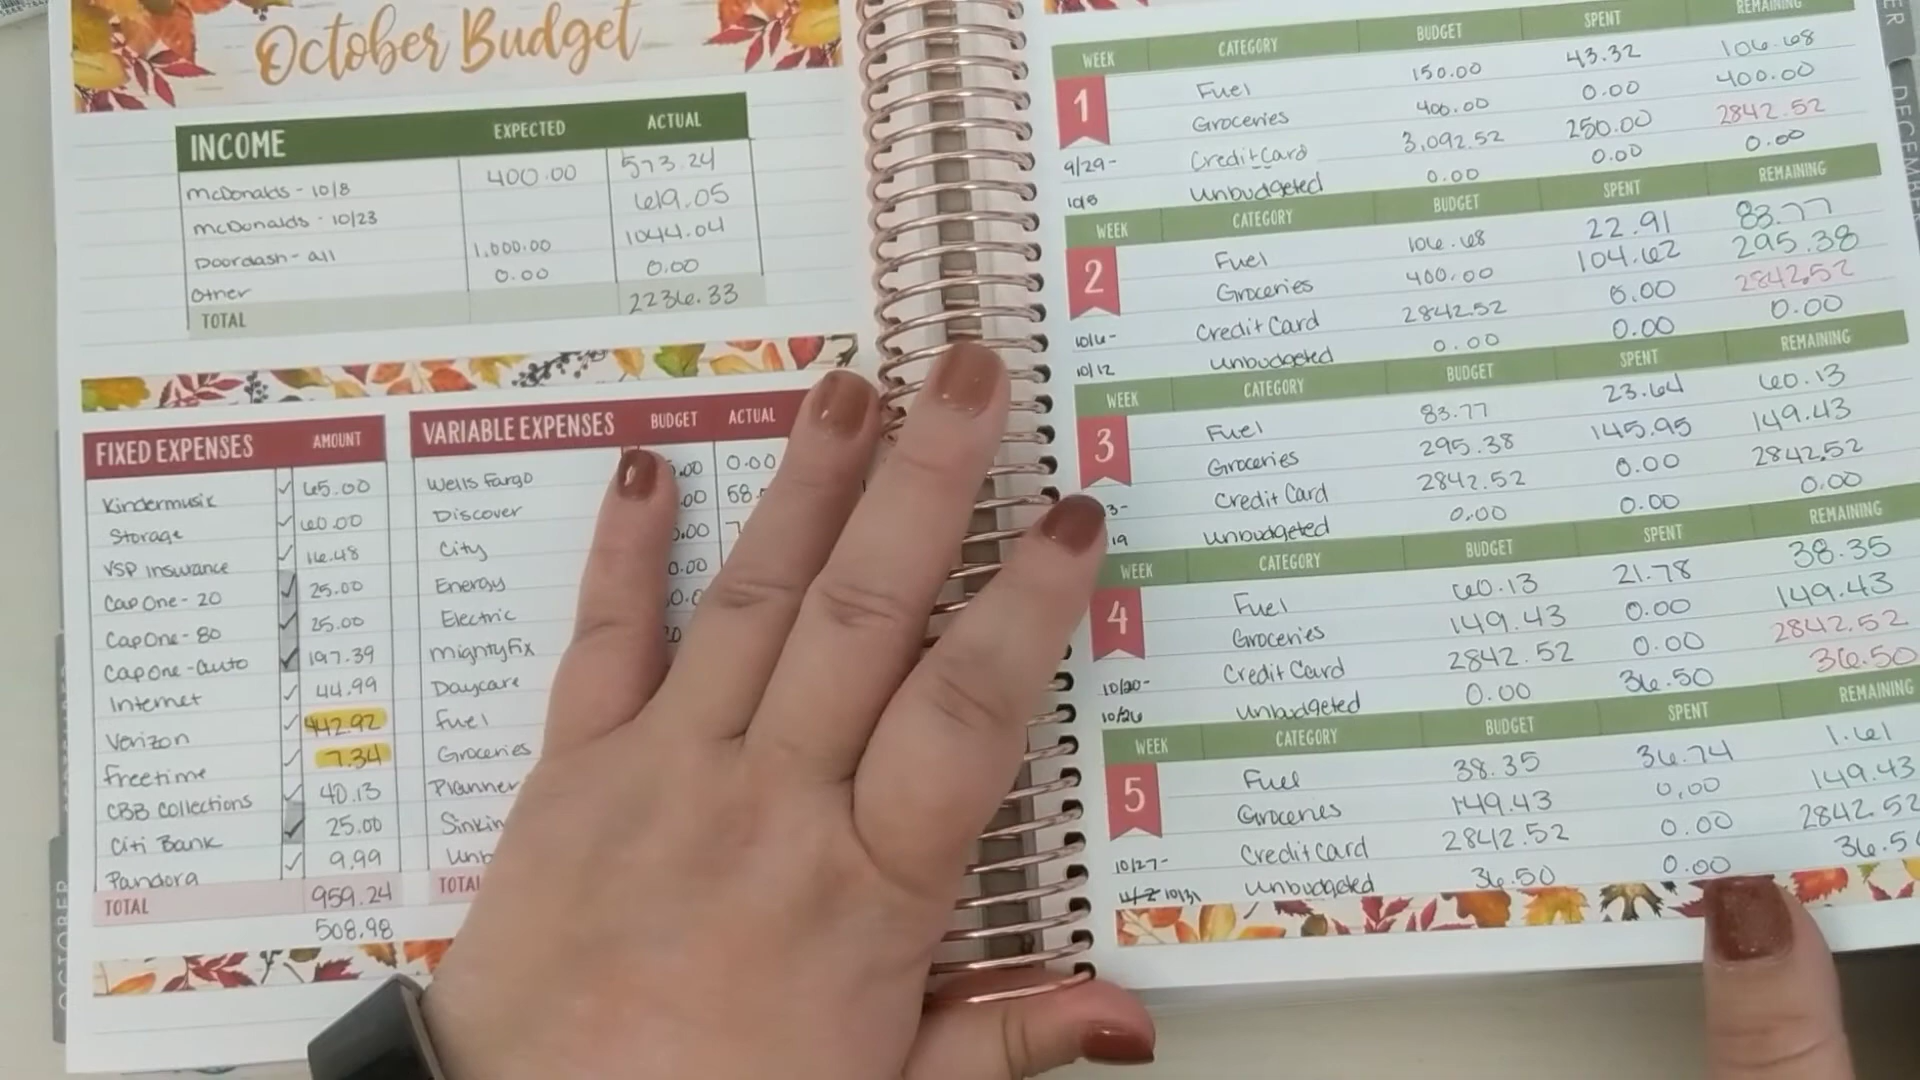 October Budget
INCOME EXPECTED ACTUAL
McDonalds - 10/8 400.00 573.24
McDonalds - 10/23 619.05
Doordash - all 1,000.00 1044.04
Other 0.00 0.00
TOTAL 2236.33
FIXED EXPENSES AMOUNT
Kindermusik ✓ 65.00
Storage ✓ 60.00
VSP Insurance ✓ 16.48
Cap One - 20 ✓ 25.00
Cap One - 80 ✓ 25.00
Cap One - auto ✓ 197.39
Internet ✓ 44.99
Verizon ✓ 442.92
Freetime ✓ 7.34
CBB Collections ✓ 40.13
Citi Bank ✓ 25.00
Pandora ✓ 9.99
TOTAL 959.24
508.98
VARIABLE EXPENSES BUDGET ACTUAL
Wells Fargo 0.00
Discover
City
Energy
Electric
Mightyfix
Daycare
Fuel
Groceries
Planner
TOTAL
WEEK CATEGORY BUDGET SPENT REMAINING
1 Fuel 150.00 43.32 106.68
Groceries 400.00 0.00 400.00
9/29- Credit Card 3,092.52 250.00 2842.52
Unbudgeted 0.00 0.00 0.00
WEEK CATEGORY BUDGET SPENT REMAINING
2 Fuel 106.68 22.91 83.77
Groceries 400.00 104.62 295.38
10/6- Credit Card 2842.52 0.00 2842.52
10/12 Unbudgeted 0.00 0.00 0.00
WEEK CATEGORY BUDGET SPENT REMAINING
3 Fuel 83.77 23.64 60.13
Groceries 295.38 145.95 149.43
3- Credit Card 2842.52 0.00 2842.52
19 Unbudgeted 0.00 0.00 0.00
WEEK CATEGORY BUDGET SPENT REMAINING
4 Fuel 60.13 21.78 38.35
Groceries 149.43 0.00 149.43
10/20- Credit Card 2842.52 0.00 2842.52
10/26 Unbudgeted 0.00 36.50 36.50
WEEK CATEGORY BUDGET SPENT REMAINING
5 Fuel 38.35 36.74 1.61
Groceries 149.43 0.00 149.43
10/27- Credit Card 2842.52 0.00 2842.52
10/31 Unbudgeted 36.50 0.00 36.5
OCTOBER
DECEMBER